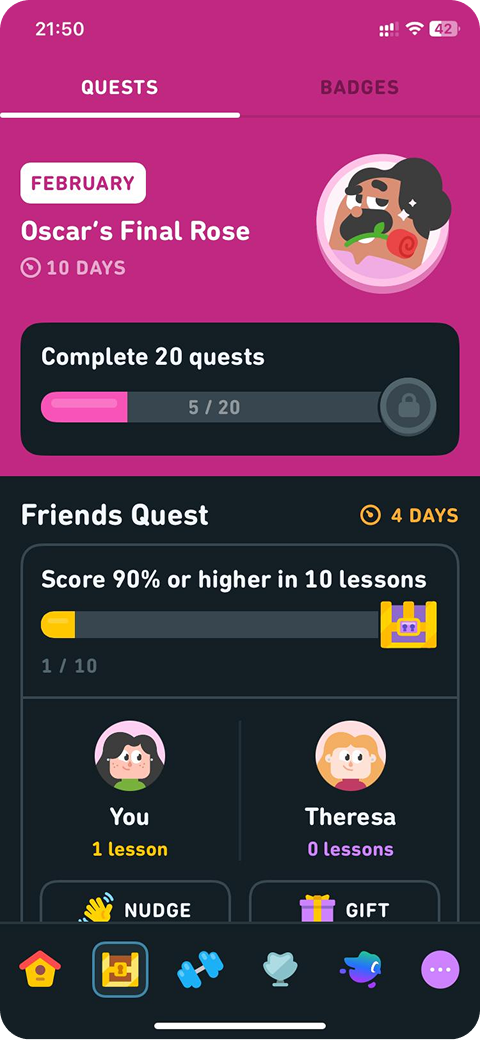 21:50
42
QUESTS
BADGES
FEBRUARY
Oscar’s Final Rose
10 DAYS
Complete 20 quests
5 / 20
Friends Quest
4 DAYS
Score 90% or higher in 10 lessons
1 / 10
You
Theresa
1 lesson
0 lessons
NUDGE
GIFT